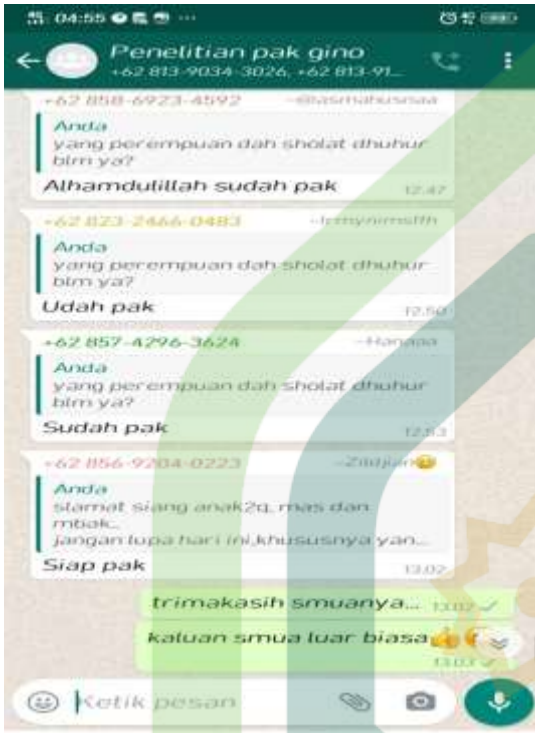 04:55
Penelitian pak gino
+62 813-9034-3026, +62 813-91...
+62 858-6923-4592 ~@asmahusnaa
Anda
yang perempuan dah sholat dhuhur
blm ya?
Alhamdulillah sudah pak 12.47
+62 823-2466-0483
Anda
yang perempuan dah sholat dhuhur
blm ya?
Udah pak 12.50
+62 857-4296-3624 ~Hanaaa
Anda
yang perempuan dah sholat dhuhur
blm ya?
Sudah pak 12.53
+62 856-9204-0223
Anda
slamat siang anak2q, mas dan
mbak..
jangan lupa hari ini,khususnya yan...
Siap pak 13.02
trimakasih smuanya... 13.02
kalian smua luar biasa👍
13.03
Ketik pesan